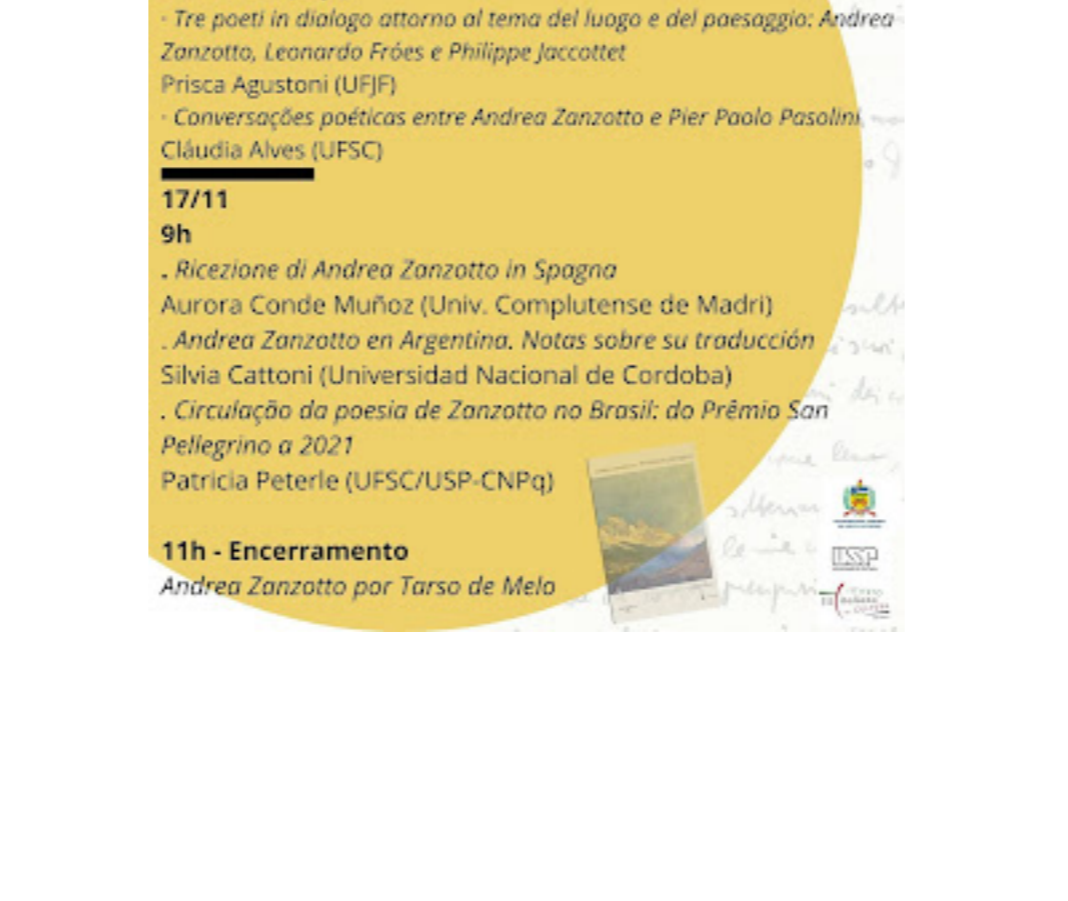 · Tre poeti in dialogo attorno al tema del luogo e del paesaggio: Andrea
Zanzotto, Leonardo Fróes e Philippe Jaccottet
Prisca Agustoni (UFJF)
· Conversações poéticas entre Andrea Zanzotto e Pier Paolo Pasolini
Cláudia Alves (UFSC)
17/11
9h
. Ricezione di Andrea Zanzotto in Spagna
Aurora Conde Muñoz (Univ. Complutense de Madri)
. Andrea Zanzotto en Argentina. Notas sobre su traducción
Silvia Cattoni (Universidad Nacional de Cordoba)
. Circulação da poesia de Zanzotto no Brasil: do Prêmio San
Pellegrino a 2021
Patricia Peterle (UFSC/USP-CNPq)
11h - Encerramento
Andrea Zanzotto por Tarso de Melo
USP